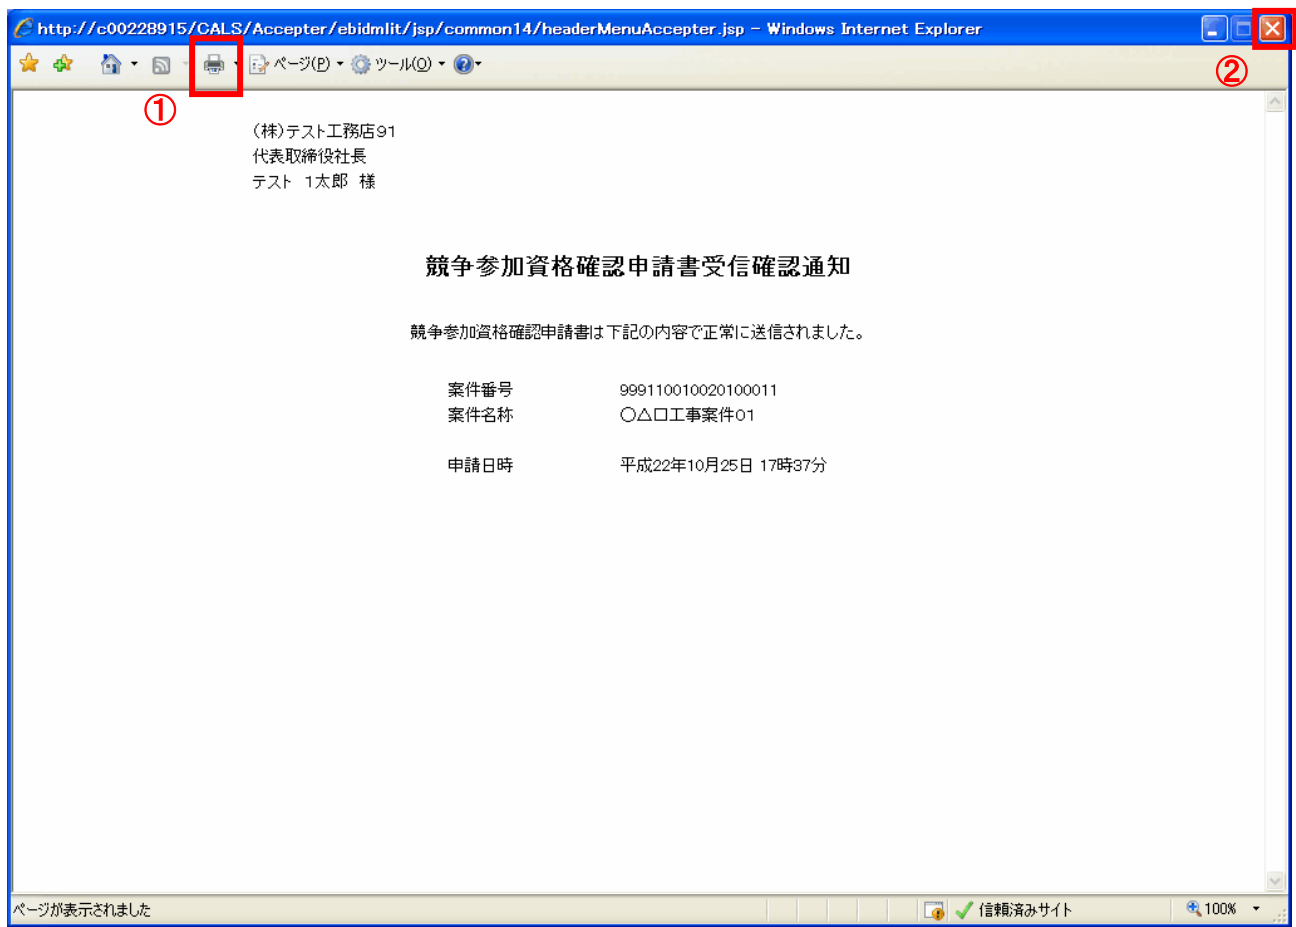 http://c00228915/CALS/Accepter/ebidmlit/jsp/common14/headerMenuAccepter.jsp - Windows Internet Explorer
ページ(P) ツール(O)
① ②
(株)テスト工務店91
代表取締役社長
テスト 1太郎 様
競争参加資格確認申請書受信確認通知
競争参加資格確認申請書は下記の内容で正常に送信されました。
案件番号 999110010020100011
案件名称 〇△口工事案件01
申請日時 平成22年10月25日 17時37分
ページが表示されました 信頼済みサイト 100%